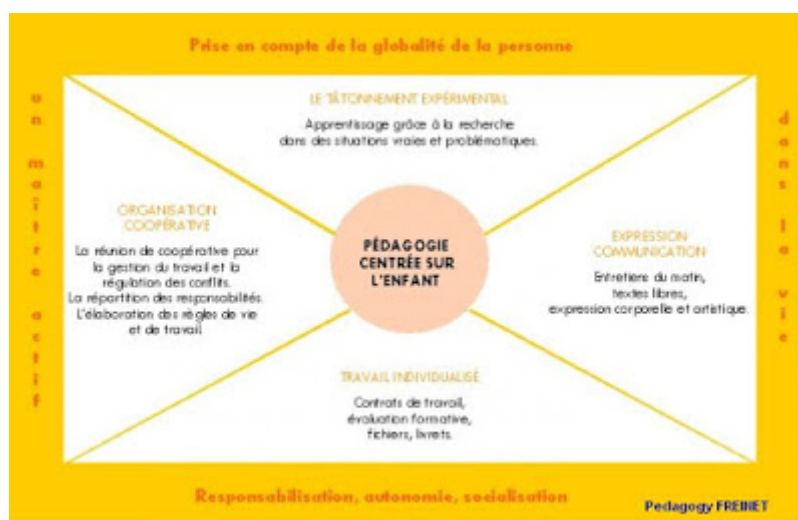 Prise en compte de la globalité de la personne
un maître actif
LE TÂTONNEMENT EXPÉRIMENTAL
Apprentissage grâce à la recherche
dans des situations vraies et problématiques.
ORGANISATION
COOPÉRATIVE
La réunion de coopérative pour
la gestion du travail et la
régulation des conflits.
La répartition des responsabilités.
L'élaboration des règles de vie
et de travail.
PÉDAGOGIE
CENTRÉE SUR
L'ENFANT
EXPRESSION
COMMUNICATION
Entretiens du matin,
textes libres,
expression corporelle et artistique.
dans la vie
TRAVAIL INDIVIDUALISÉ
Contrats de travail,
évaluation formative,
fichiers, livrets.
Responsabilisation, autonomie, socialisation
Pedagogy FREINET